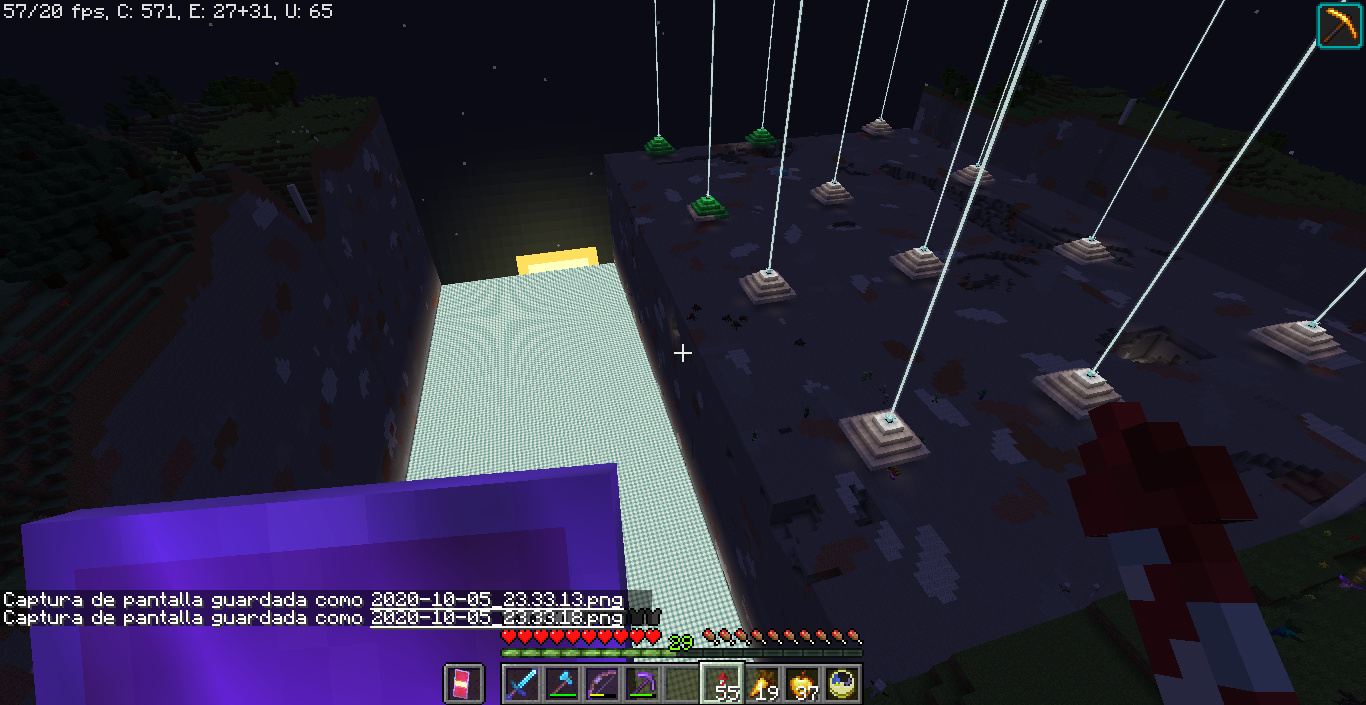 57/20 fps, C: 571, E: 27+31, U: 65
Captura de pantalla guardada como 2020-10-05_23.33.13.png
Captura de pantalla guardada como 2020-10-05_23.33.18.png
29
55 19 37